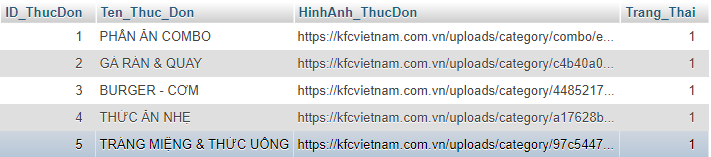 ID_ThucDon Ten_Thuc_Don HinhAnh_ThucDon Trang_Thai
1 PHẦN ĂN COMBO https://kfcvietnam.com.vn/uploads/category/combo/e... 1
2 GÀ RÁN & QUAY https://kfcvietnam.com.vn/uploads/category/c4b40a0... 1
3 BURGER - CƠM https://kfcvietnam.com.vn/uploads/category/4485217... 1
4 THỨC ĂN NHẸ https://kfcvietnam.com.vn/uploads/category/a17628b... 1
5 TRÁNG MIỆNG & THỨC UỐNG https://kfcvietnam.com.vn/uploads/category/97c5447... 1